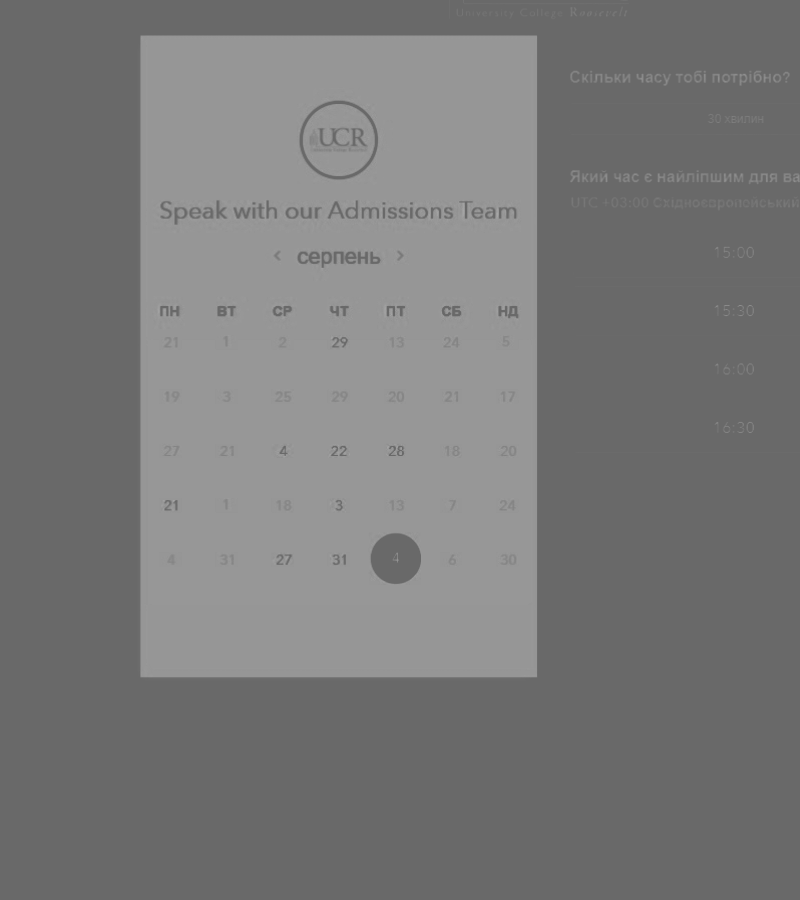 University College Roosevelt
UCR
Speak with our Admissions Team
серпень
ПН ВТ СР ЧТ ПТ СБ НД
21 1 2 29 13 24 5
19 3 25 29 20 21 17
27 21 4 22 28 18 20
21 1 18 3 13 7 24
4 31 27 31 4 6 30
Скільки часу тобі потрібно?
30 хвилин
Який час є найліпшим для ва
UTC +03:00 Східноєвропейський
15:00
15:30
16:00
16:30